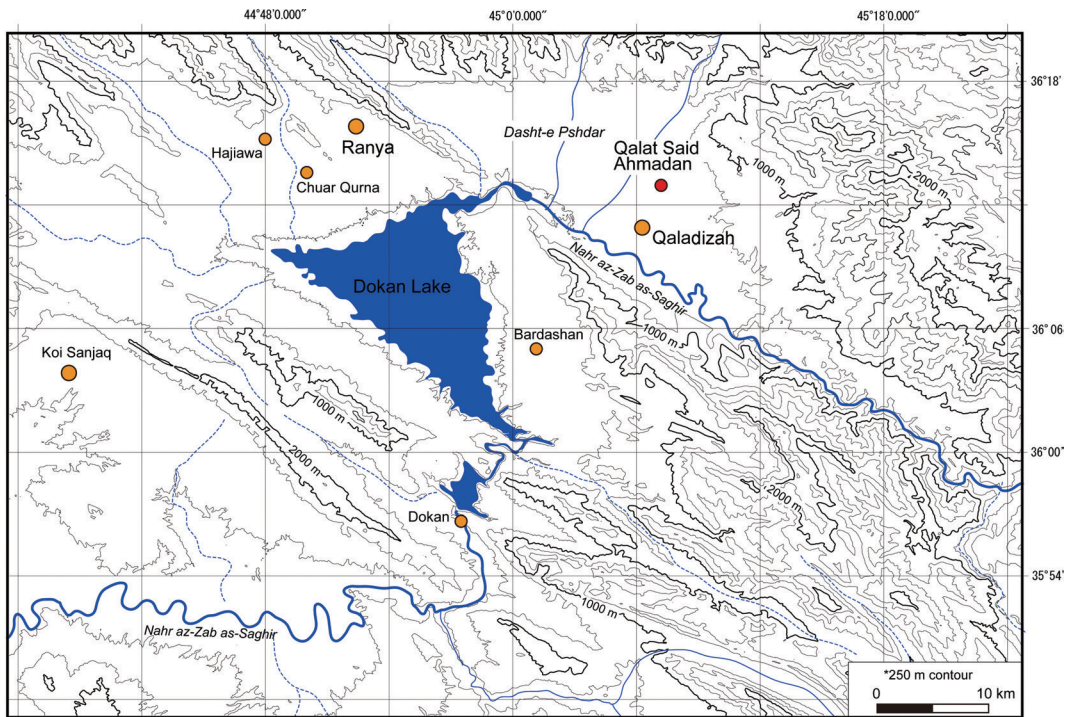 44°48'0.000"
45°0'0.000"
45°18'0.000"
36°18'
Dasht-e Pshdar
Hajiawa
Ranya
Qalat Said
Ahmadan
1000 m
2000 m
Chuar Qurna
Qaladizah
Nahr az-Zab as-Saghir
Dokan Lake
1000 m
36°06'
Bardashan
Koi Sanjaq
1000 m
2000 m
36°00'
2000 m
Dokan
35°54'
1000 m
Nahr az-Zab as-Saghir
*250 m contour
0
10 km